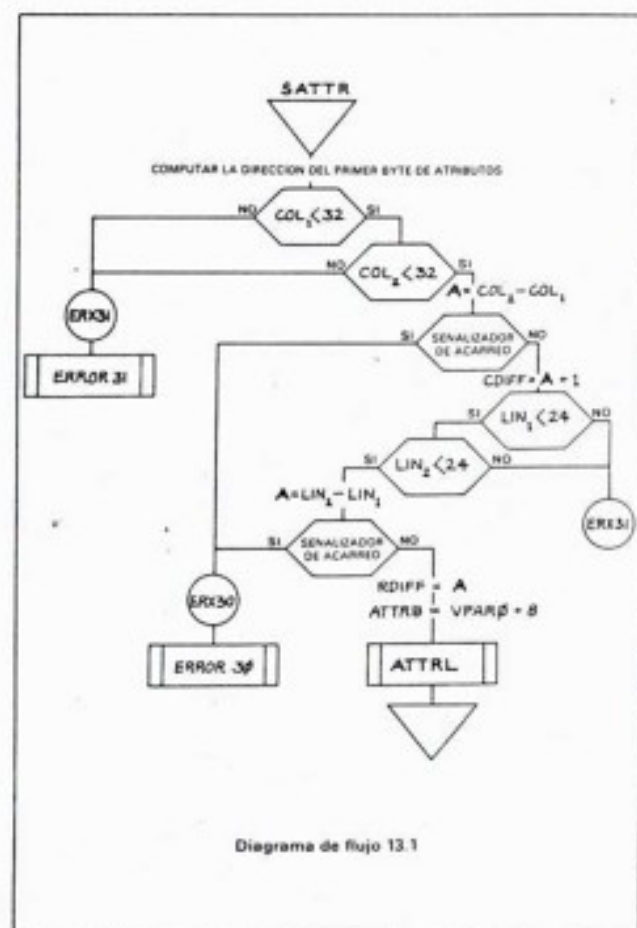 SATTR
COMPUTAR LA DIRECCION DEL PRIMER BYTE DE ATRIBUTOS
NO COL₁<32 SI
NO COL₂<32 SI
A=COL₂-COL₁
ERX31
SI SENALIZADOR DE ACARREO NO
ERROR 31
CDIFF=A=1
SI LIN₁<24 NO
SI LIN₂<24 NO
A=LIN₂-LIN₁
ERX31
SI SENALIZADOR DE ACARREO NO
RDIFF = A
ERX30
ATTRB = VPARØ=8
ERROR 3Ø
ATTRL
Diagrama de flujo 13.1